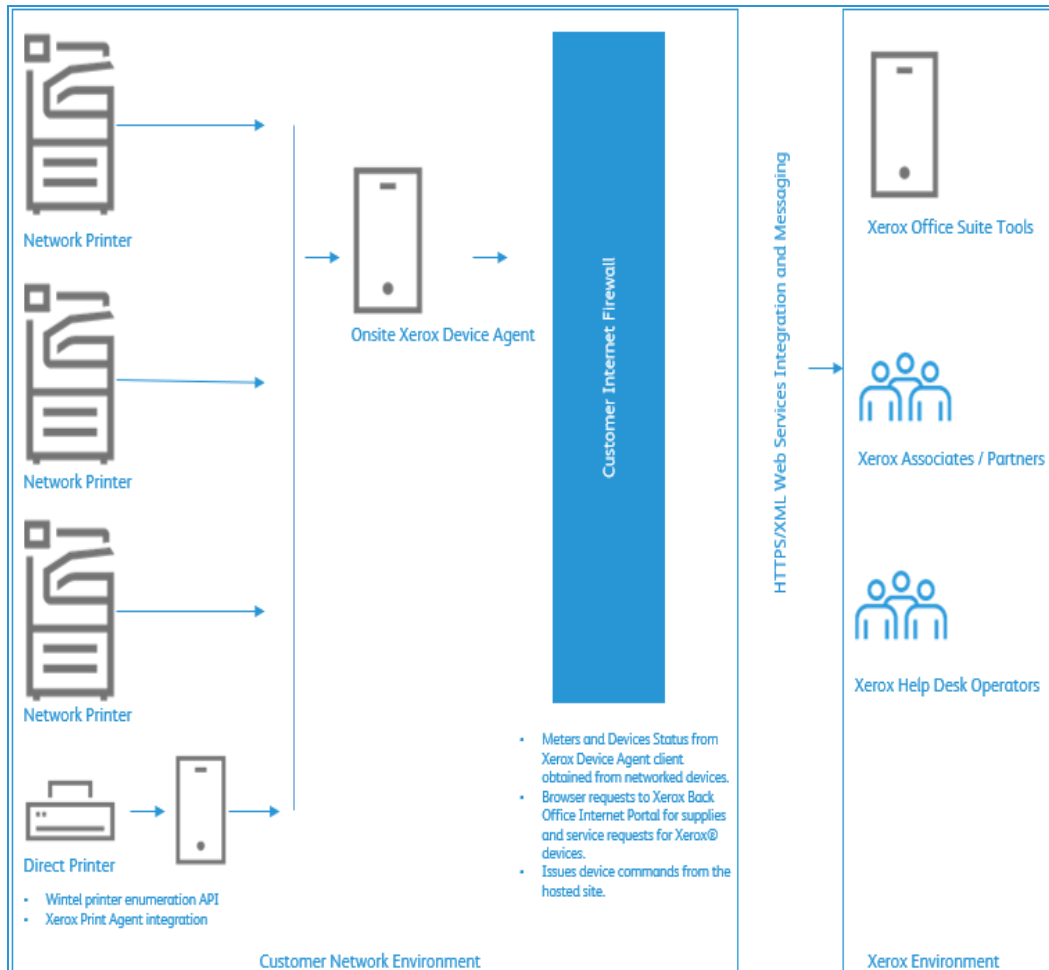 Network Printer
Network Printer
Network Printer
Direct Printer
• Wintel printer enumeration API
• Xerox Print Agent integration
Onsite Xerox Device Agent
Customer Internet Firewall
• Meters and Devices Status from
Xerox Device Agent client
obtained from networked devices.
• Browser requests to Xerox Back
Office Internet Portal for supplies
and service requests for Xerox®
devices.
• Issues device commands from the
hosted site.
Customer Network Environment
HTTPS/XML Web Services Integration and Messaging
Xerox Office Suite Tools
Xerox Associates / Partners
Xerox Help Desk Operators
Xerox Environment